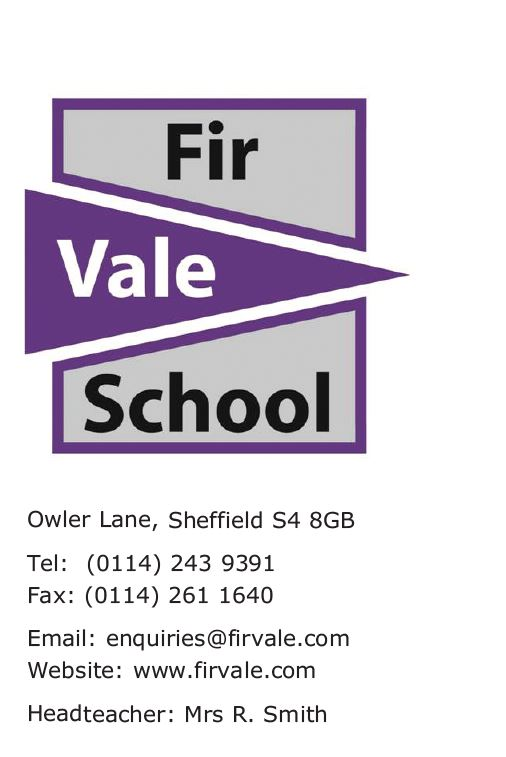 Fir
Vale
School
Owler Lane, Sheffield S4 8GB
Tel: (0114) 243 9391
Fax: (0114) 261 1640
Email: enquiries@firvale.com
Website: www.firvale.com
Headteacher: Mrs R. Smith